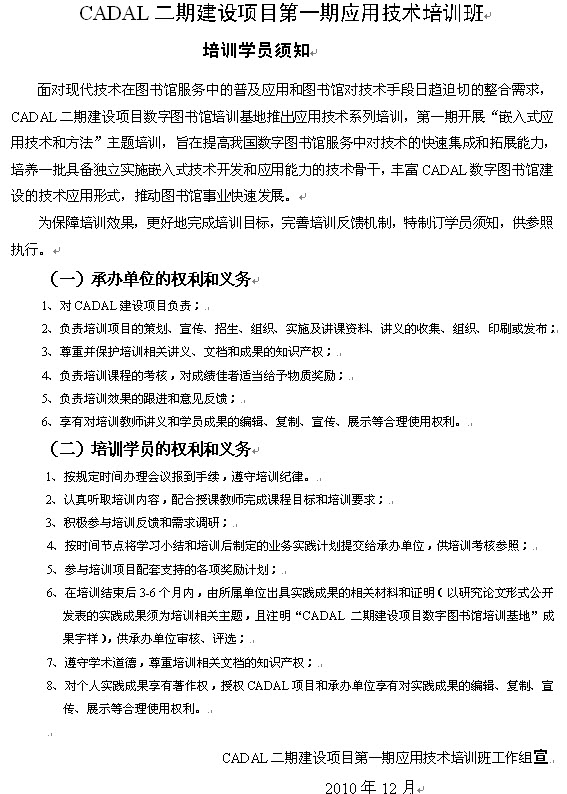 CADAL 二期建设项目第一期应用技术培训班
培训学员须知
面对现代技术在图书馆服务中的普及应用和图书馆对技术手段日趋迫切的整合需求，
CADAL 二期建设项目数字图书馆培训基地推出应用技术系列培训，第一期开展“嵌入式应
用技术和方法”主题培训，旨在提高我国数字图书馆服务中对技术的快速集成和拓展能力，
培养一批具备独立实施嵌入式技术开发和应用能力的技术骨干，丰富 CADAL 数字图书馆建
设的技术应用形式，推动图书馆事业快速发展。
为保障培训效果，更好地完成培训目标，完善培训反馈机制，特制订学员须知，供参照
执行。
（一）承办单位的权利和义务
1、对 CADAL 建设项目负责；
2、负责培训项目的策划、宣传、招生、组织、实施及讲课资料、讲义的收集、组织、印刷或发布；
3、尊重并保护培训相关讲义、文档和成果的知识产权；
4、负责培训课程的考核，对成绩佳者适当给予物质奖励；
5、负责培训效果的跟进和意见反馈；
6、享有对培训教师讲义和学员成果的编辑、复制、宣传、展示等合理使用权利。
（二）培训学员的权利和义务
1、按规定时间办理会议报到手续，遵守培训纪律。
2、认真听取培训内容，配合授课教师完成课程目标和培训要求；
3、积极参与培训反馈和需求调研；
4、按时间节点将学习小结和培训后制定的业务实践计划提交给承办单位，供培训考核参照；
5、参与培训项目配套支持的各项奖励计划；
6、在培训结束后 3-6 个月内，由所属单位出具实践成果的相关材料和证明（以研究论文形式公开
发表的实践成果须为培训相关主题，且注明“CADAL 二期建设项目数字图书馆培训基地”成
果字样），供承办单位审核、评选；
7、遵守学术道德，尊重培训相关文档的知识产权；
8、对个人实践成果享有著作权，授权 CADAL 项目和承办单位享有对实践成果的编辑、复制、宣
传、展示等合理使用权利。
CADAL 二期建设项目第一期应用技术培训班工作组宣
2010 年 12 月